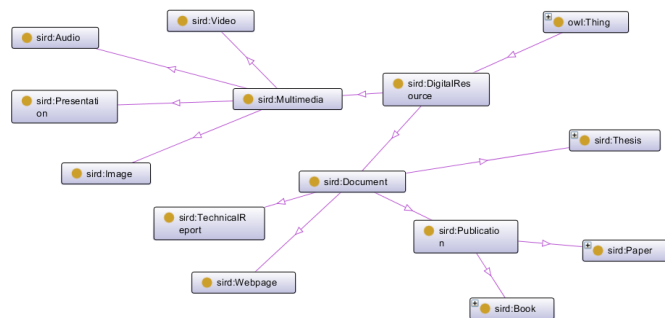 sird:Video
owl:Thing
sird:Audio
sird:DigitalRes
ource
sird:Multimedia
sird:Presentati
on
sird:Thesis
sird:Image
sird:Document
sird:TechnicalR
eport
sird:Publicatio
n
sird:Paper
sird:Webpage
sird:Book